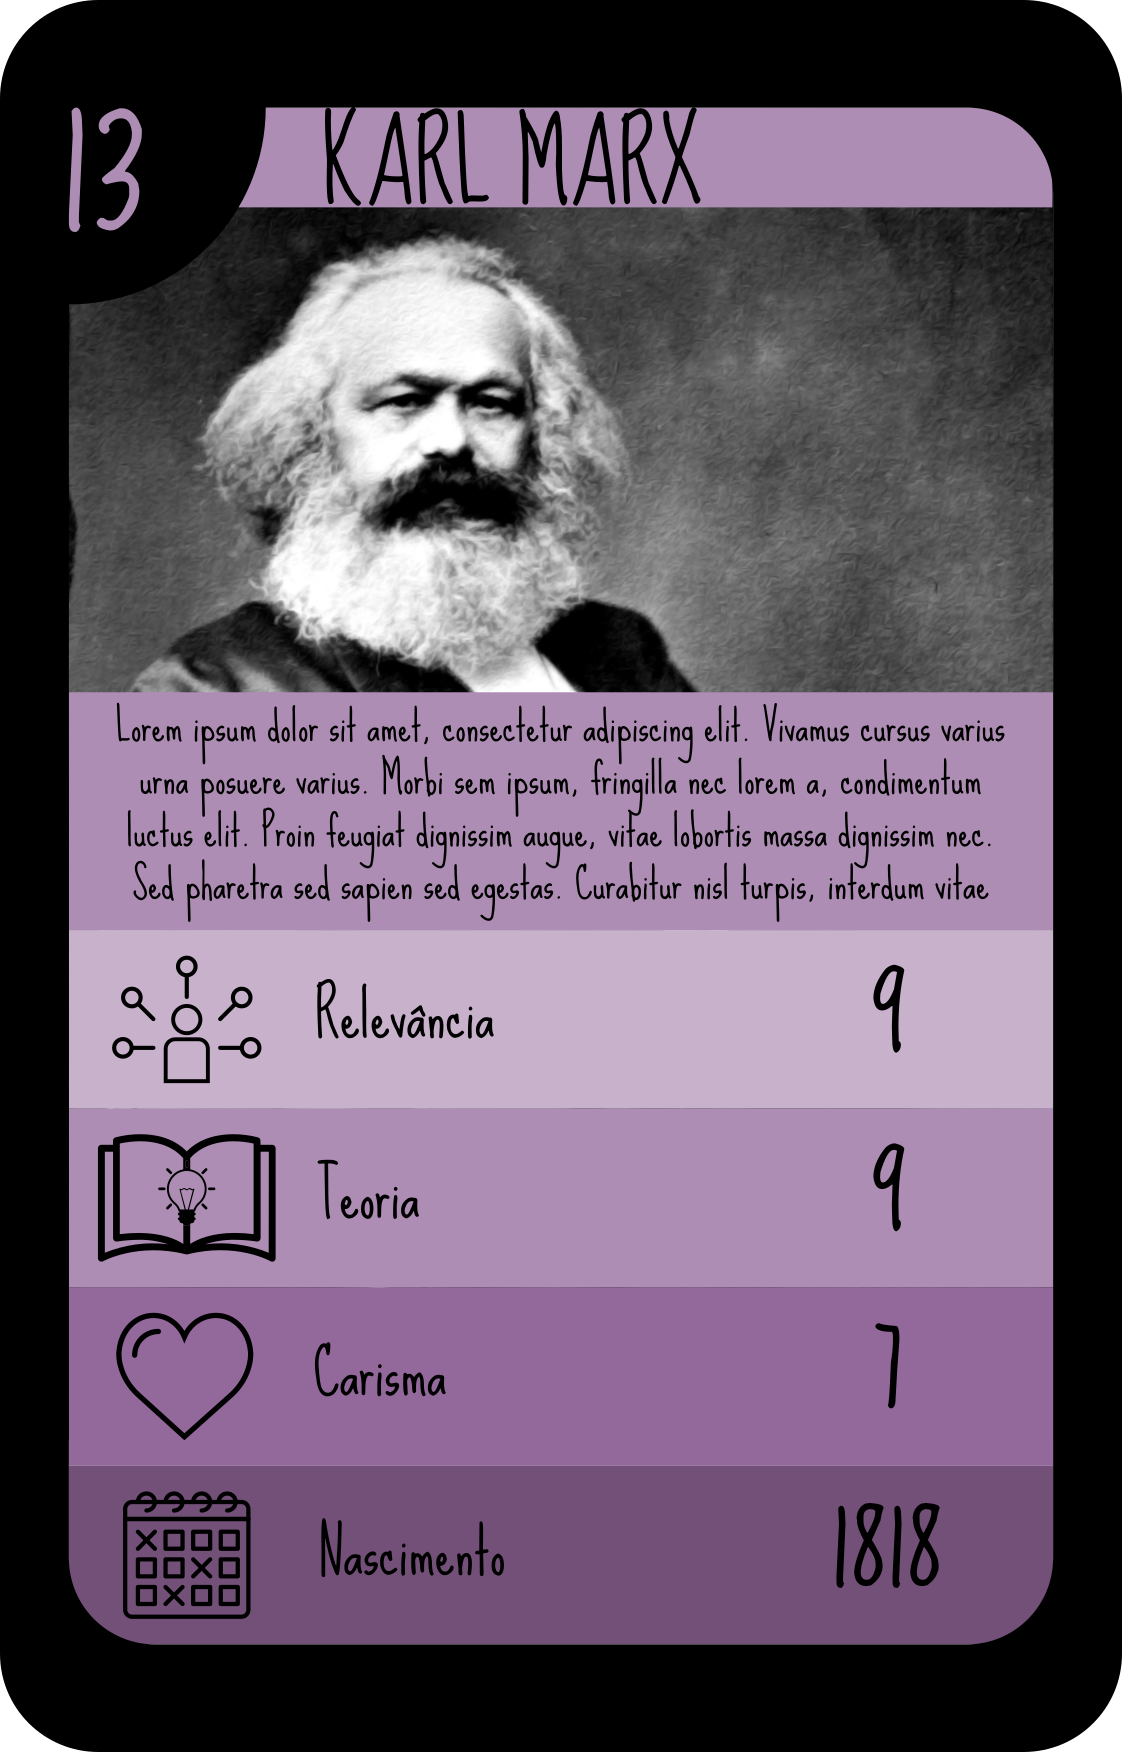 13
KARL MARX
Lorem ipsum dolor sit amet, consectetur adipiscing elit. Vivamus cursus varius
urna posuere varius. Morbi sem ipsum, fringilla nec lorem a, condimentum
luctus elit. Proin feugiat dignissim augue, vitae lobortis massa dignissim nec.
Sed pharetra sed sapien sed egestas. Curabitur nisl turpis, interdum vitae
Relevância 9
Teoria 9
Carisma 7
Nascimento 1818